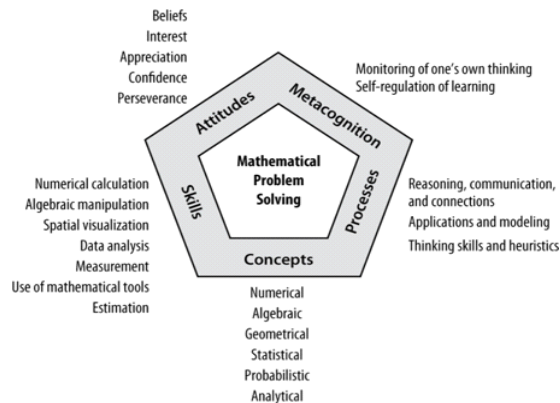 Beliefs
Interest
Appreciation
Confidence
Perseverance
Attitudes
Metacognition
Monitoring of one's own thinking
Self-regulation of learning
Mathematical
Problem
Solving
Skills
Numerical calculation
Algebraic manipulation
Spatial visualization
Data analysis
Measurement
Use of mathematical tools
Estimation
Processes
Reasoning, communication,
and connections
Applications and modeling
Thinking skills and heuristics
Concepts
Numerical
Algebraic
Geometrical
Statistical
Probabilistic
Analytical